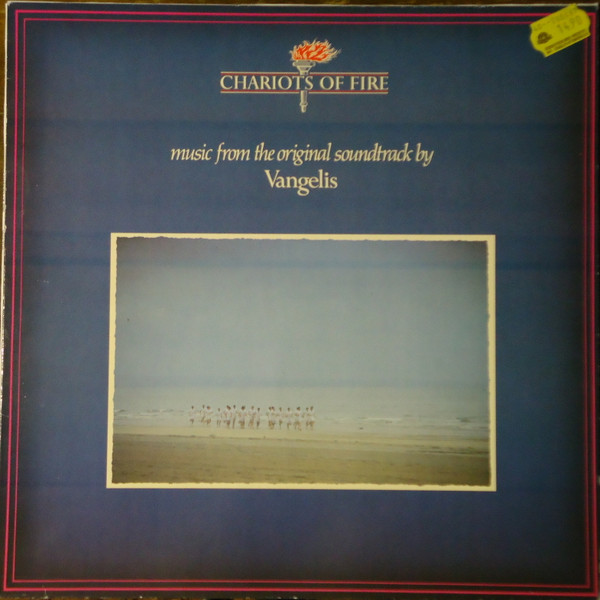 CHARIOTS OF FIRE
music from the original soundtrack by
Vangelis